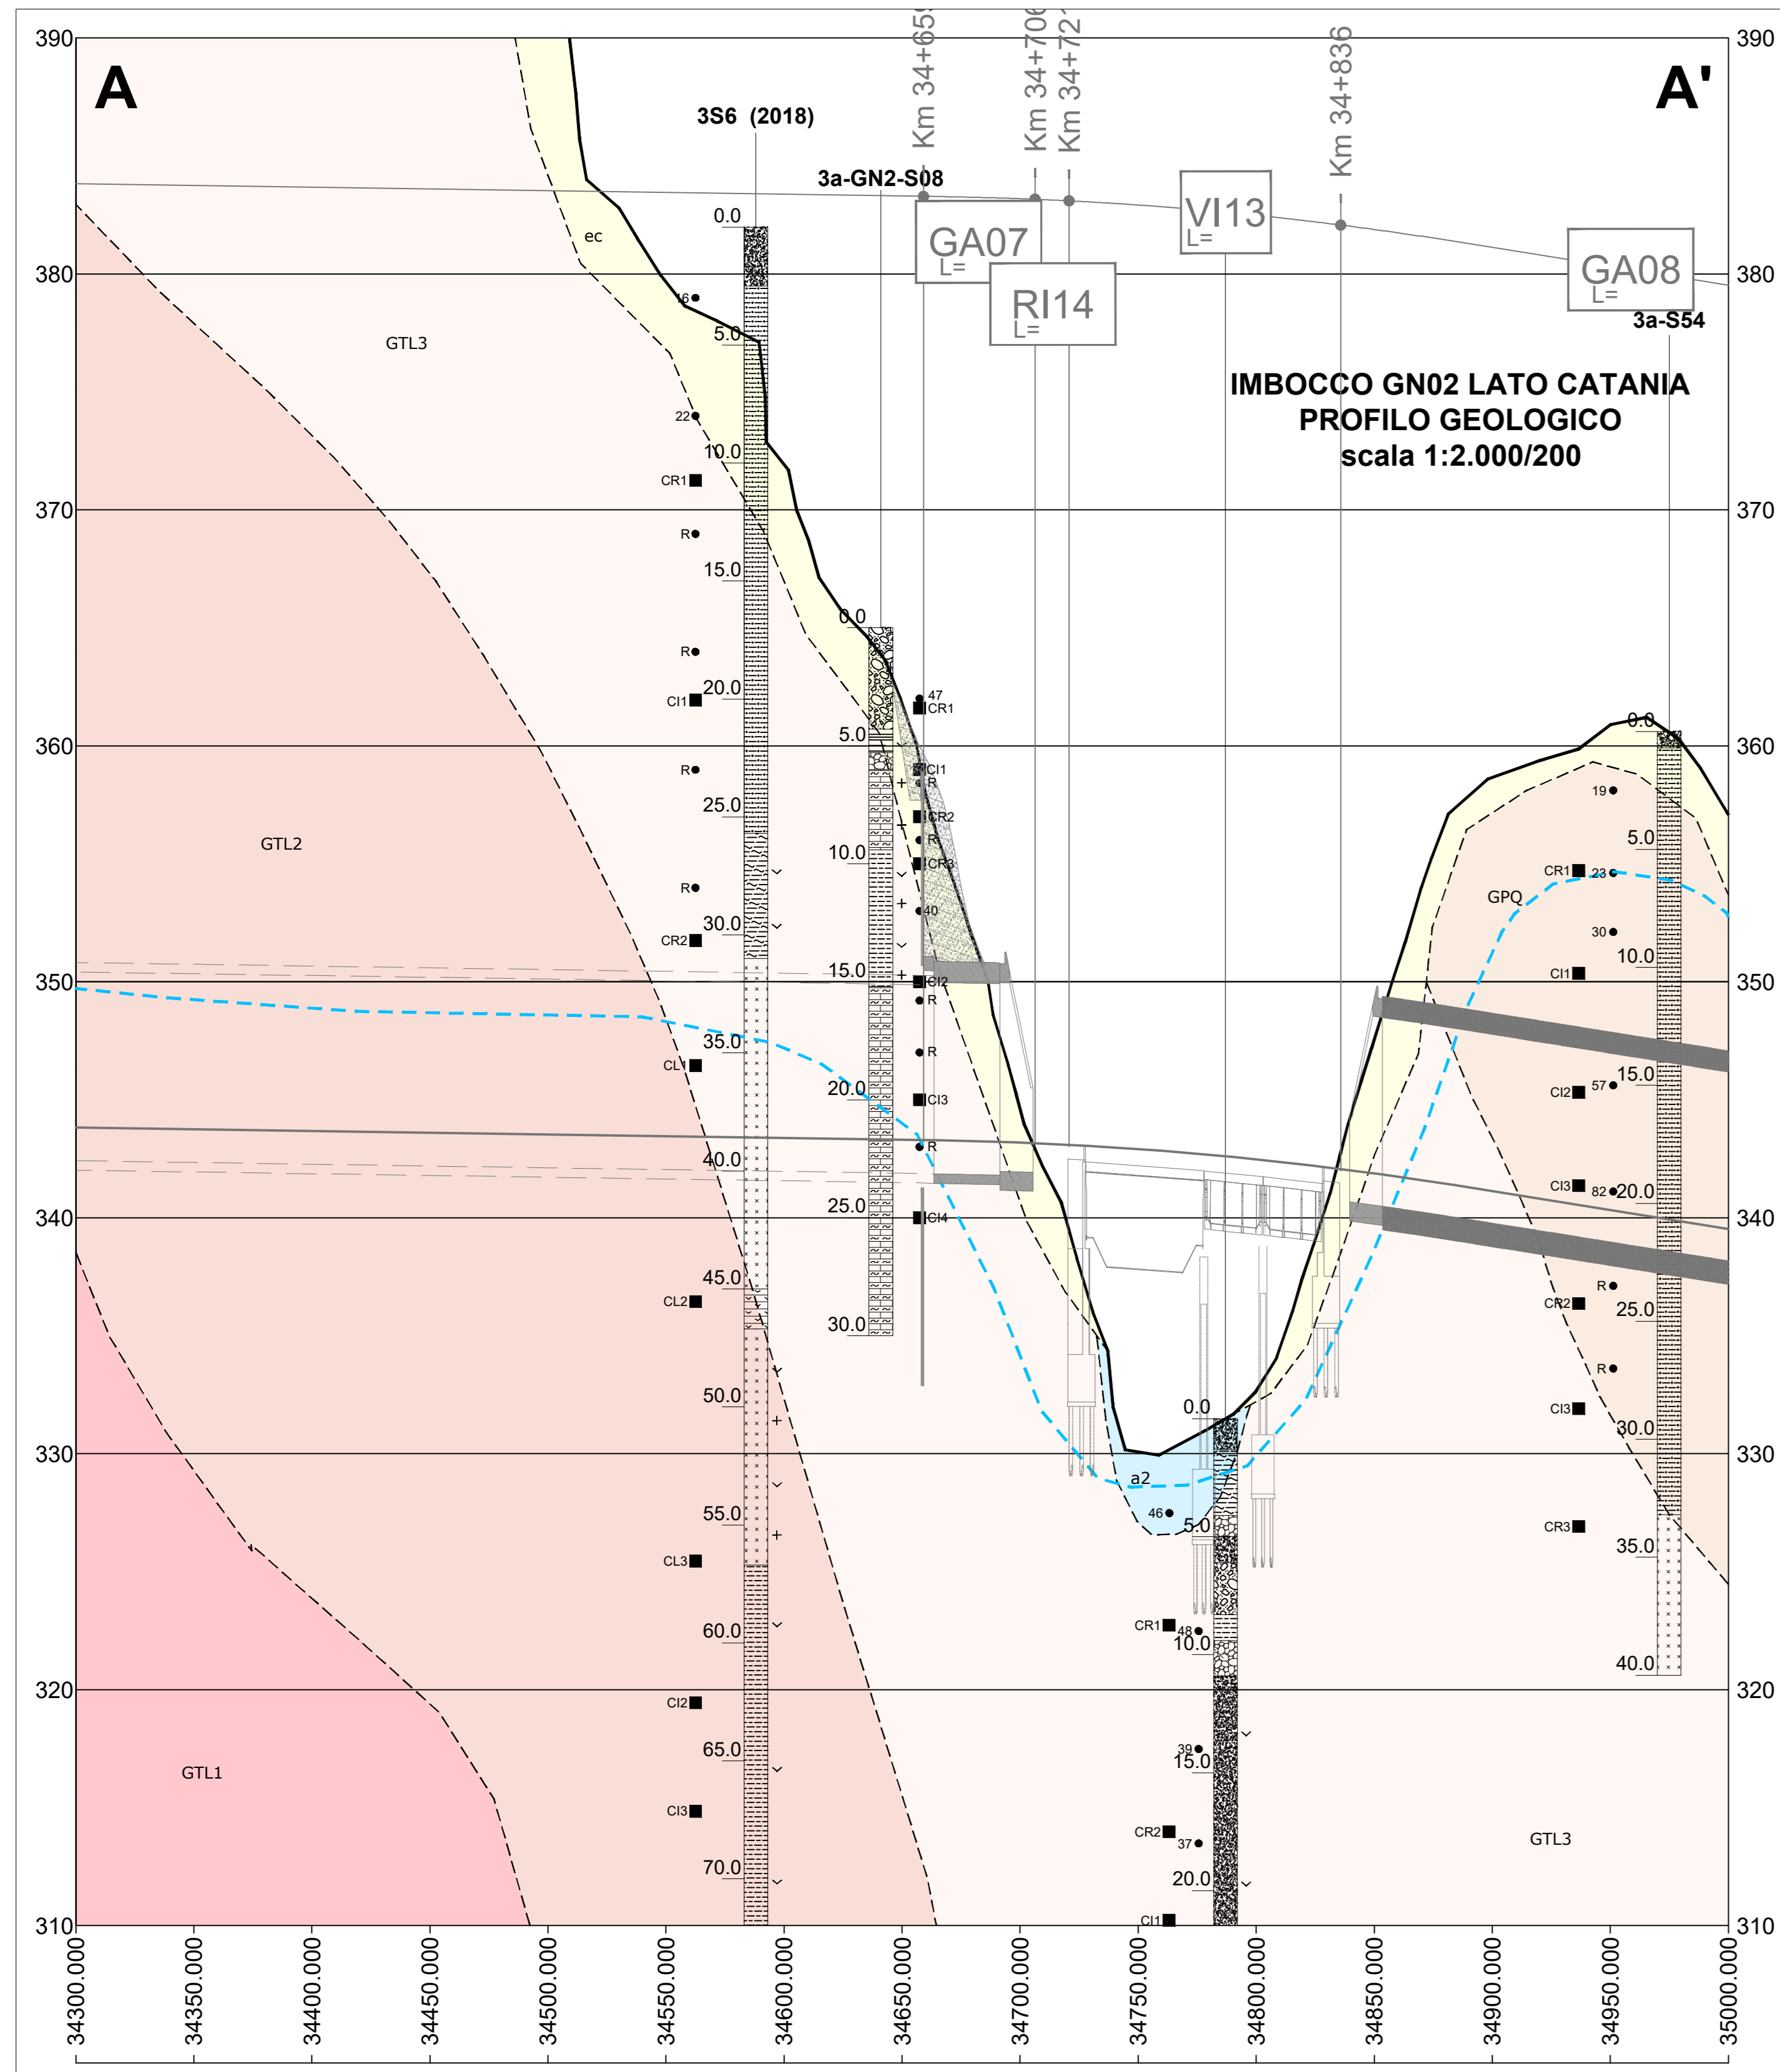 390
390
A
A'
3S6 (2018)
3a-GN2-S08
Km 34+659
Km 34+706
Km 34+721
Km 34+836
GA07
L=
RI14
L=
VI13
L=
GA08
L=
3a-S54
IMBOCCO GN02 LATO CATANIA
PROFILO GEOLOGICO
scala 1:2.000/200
380
380
370
370
360
360
350
350
340
340
330
330
320
320
310
310
ec
GTL3
GTL2
GTL1
GPQ
a2
GTL3
0.0
5.0
10.0
15.0
20.0
25.0
30.0
35.0
40.0
45.0
50.0
55.0
60.0
65.0
70.0
16
22
CR1
R
R
CI1
R
R
CR2
CL1
CL2
CL3
CI2
CI3
0.0
5.0
10.0
15.0
20.0
25.0
30.0
47
CR1
CI1
R
CR2
R
CR3
40
CI2
R
R
CI3
R
CI4
0.0
5.0
10.0
15.0
20.0
46
CR1
48
39
CR2
37
CI1
0.0
5.0
10.0
15.0
20.0
25.0
30.0
35.0
40.0
19
CR1
23
30
CI1
CI2
57
CI3
82
R
CR2
R
CI3
CR3
34300.000
34350.000
34400.000
34450.000
34500.000
34550.000
34600.000
34650.000
34700.000
34750.000
34800.000
34850.000
34900.000
34950.000
35000.000